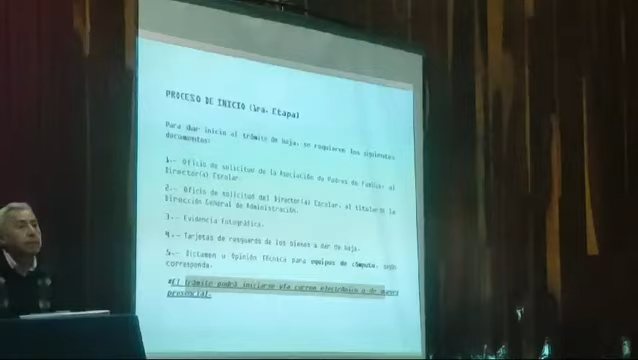 PROCESO DE INICIO (1ra. Etapa)
Para dar inicio al trámite de baja, se requieren los siguientes
documentos:
1.- Oficio de solicitud de la Asociación de Padres de Familia, al
Director(a) Escolar.
2.- Oficio de solicitud del Director(a) Escolar, al titular de la
Dirección General de Administración.
3.- Evidencia fotográfica.
4.- Tarjetas de resguardo de los bienes a dar de baja.
5.- Dictamen u Opinión Técnica para equipos de cómputo, según
corresponda.
*El trámite podrá iniciarse vía correo electrónico o de manera
presencial.